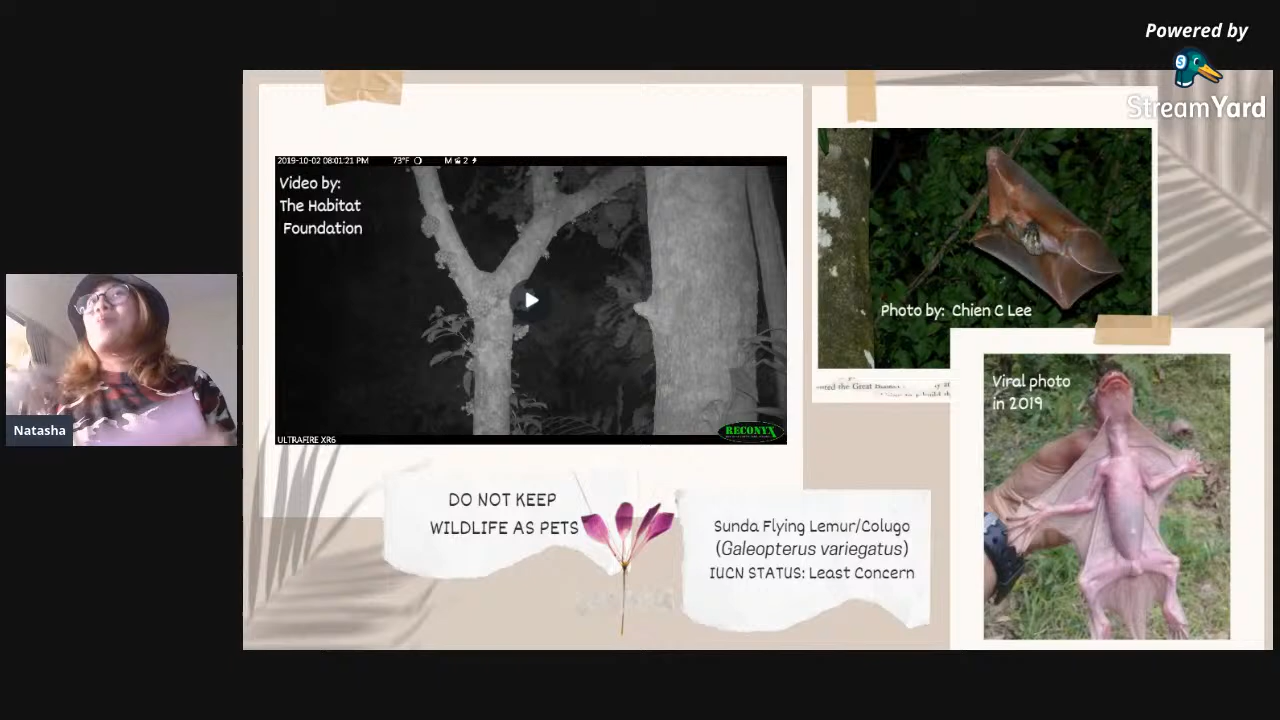 Powered by
StreamYard
2019-10-02 08:01:21 PM 73°F M 2
Video by:
The Habitat
Foundation
RECONYX
ULTRAFIRE XR6
Photo by: Chien C Lee
Viral photo
in 2019
Natasha
DO NOT KEEP
WILDLIFE AS PETS
Sunda Flying Lemur/Colugo
(Galeopterus variegatus)
IUCN STATUS: Least Concern